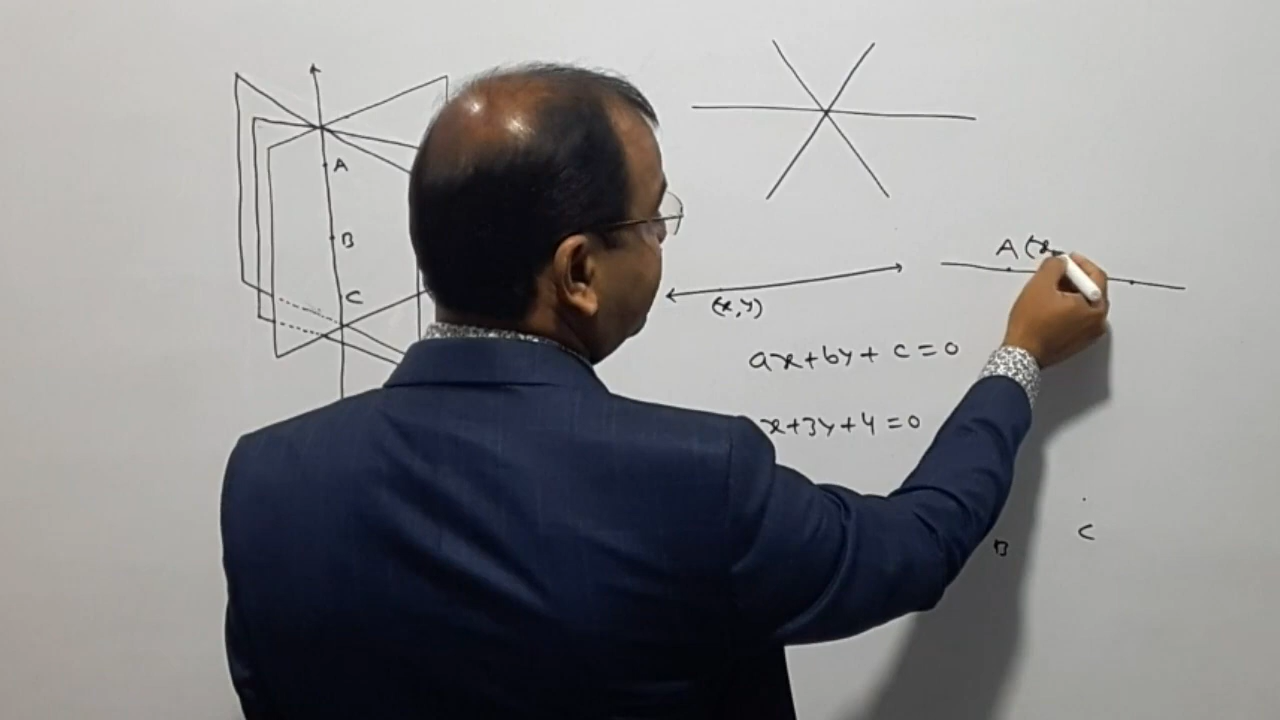 A
B
C
A (x
(x, y)
ax+by+ c = 0
x+3y+4 = 0
B
C